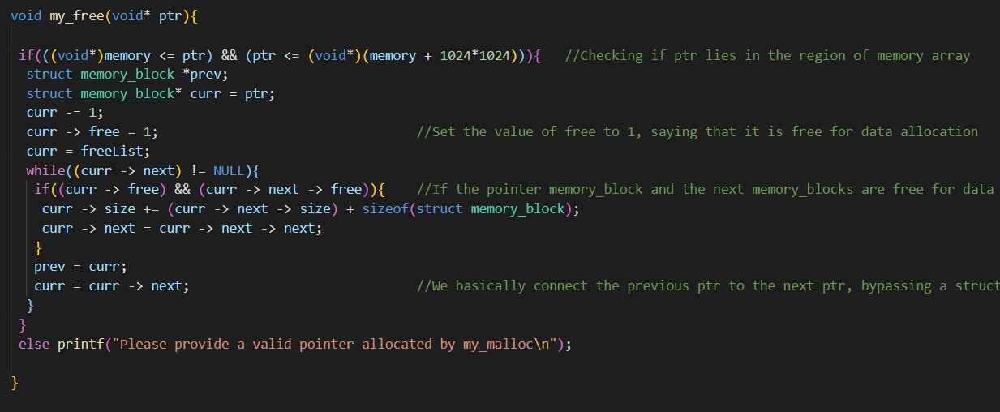 void my_free(void* ptr){
if(((void*)memory <= ptr) && (ptr <= (void*)(memory + 1024*1024))){ //Checking if ptr lies in the region of memory array
struct memory_block *prev;
struct memory_block* curr = ptr;
curr -= 1;
curr -> free = 1; //Set the value of free to 1, saying that it is free for data allocation
curr = freeList;
while((curr -> next) != NULL){
if((curr -> free) && (curr -> next -> free)){ //If the pointer memory_block and the next memory_blocks are free for data
curr -> size += (curr -> next -> size) + sizeof(struct memory_block);
curr -> next = curr -> next -> next;
}
prev = curr;
curr = curr -> next; //We basically connect the previous ptr to the next ptr, bypassing a struct
}
}
else printf("Please provide a valid pointer allocated by my_malloc\n");
}